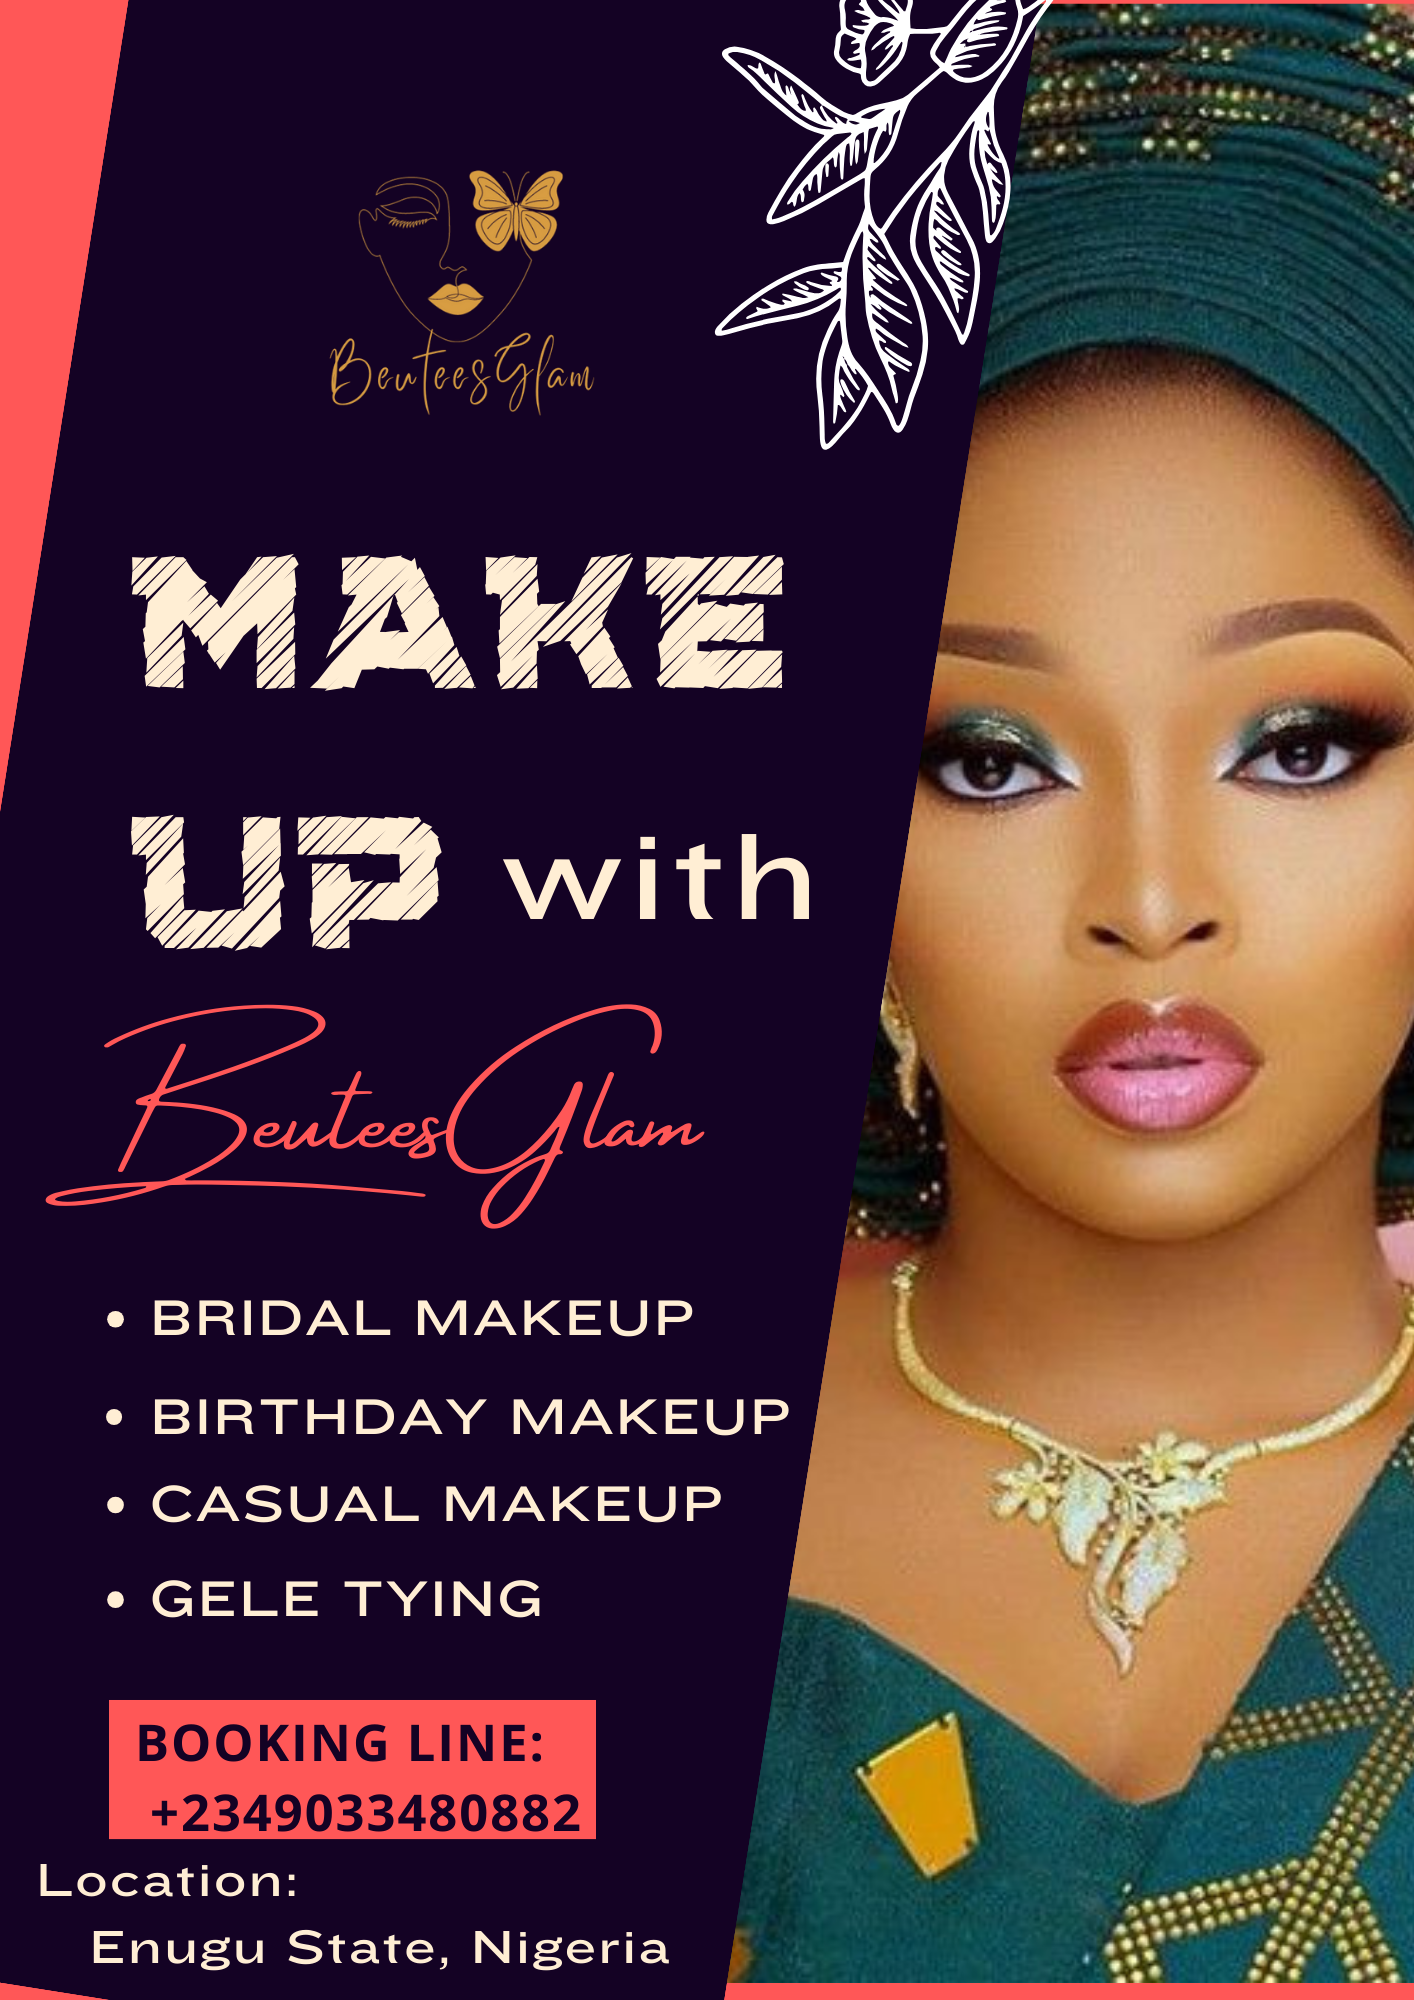 BeuteesGlam
MAKE
UP with
BeuteesGlam
• BRIDAL MAKEUP
• BIRTHDAY MAKEUP
• CASUAL MAKEUP
• GELE TYING
BOOKING LINE:
+2349033480882
Location:
Enugu State, Nigeria